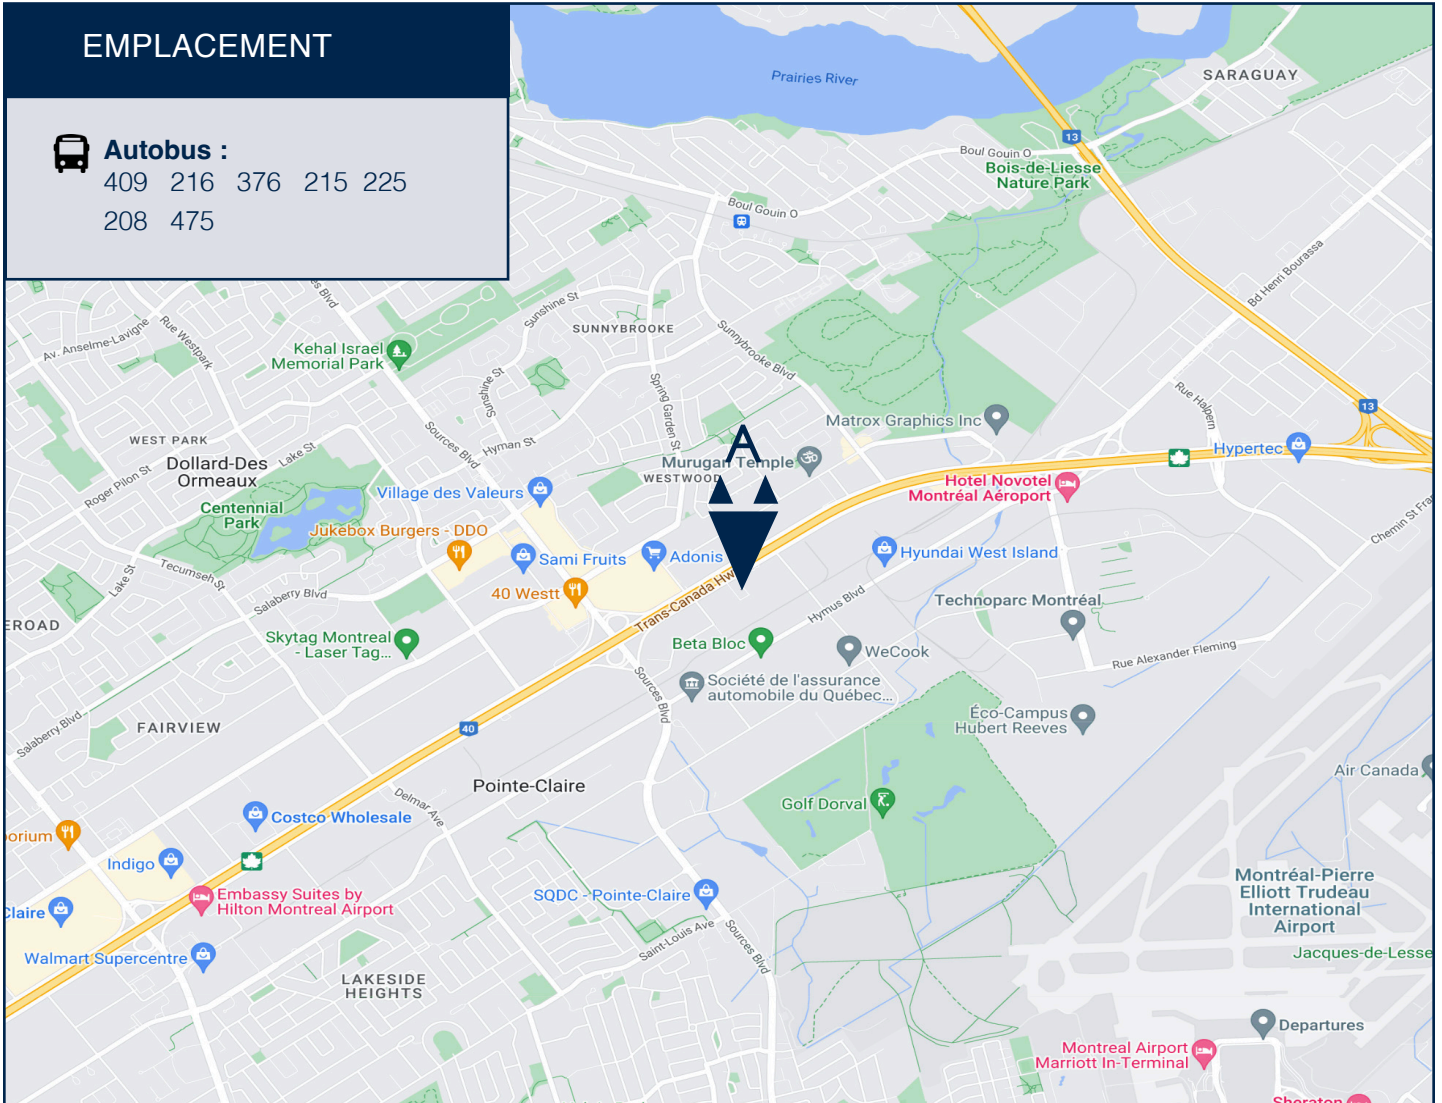 EMPLACEMENT
Autobus :
409 216 376 215 225
208 475
Prairies River
SARAGUAY
13
Boul Gouin O
Bois-de-Liesse
Nature Park
Boul Gouin O
Bd Henri Bourassa
es Blvd
Sunshine St
SUNNYBROOKE
Av. Anselme-Lavigne
Rue Westpark
Kehal Israel
Memorial Park
Sunnybrooke Blvd
Sunshine St
Spring Garden St
Rue Halpern
13
Matrox Graphics Inc
WEST PARK
Sources Blvd
Hyman St
Lake St
Dollard-Des
Ormeaux
Roger Pilon St
A
Murugan Temple
WESTWOOD
Hypertec
Hotel Novotel
Montréal Aéroport
Village des Valeurs
Centennial
Park
Jukebox Burgers - DDO
Chemin St Fra
Sami Fruits
Adonis
Hyundai West Island
Tecumseh St
Lake St
Salaberry Blvd
40 Westt
Trans-Canada Hw
Hymus Blvd
Technoparc Montréal
EROAD
Skytag Montreal
- Laser Tag...
Beta Bloc
WeCook
Rue Alexander Fleming
Société de l'assurance
automobile du Québec...
Sources Blvd
Salaberry Blvd
FAIRVIEW
40
Éco-Campus
Hubert Reeves
Air Canada
Pointe-Claire
Delmar Ave
Golf Dorval
Costco Wholesale
orium
Indigo
Embassy Suites by
Hilton Montreal Airport
SQDC - Pointe-Claire
Montréal-Pierre
Elliott Trudeau
International
Airport
Claire
Saint-Louis Ave
Sources Blvd
Walmart Supercentre
Jacques-de-Lesse
LAKESIDE
HEIGHTS
Departures
Montreal Airport
Marriott In-Terminal
Sheraton